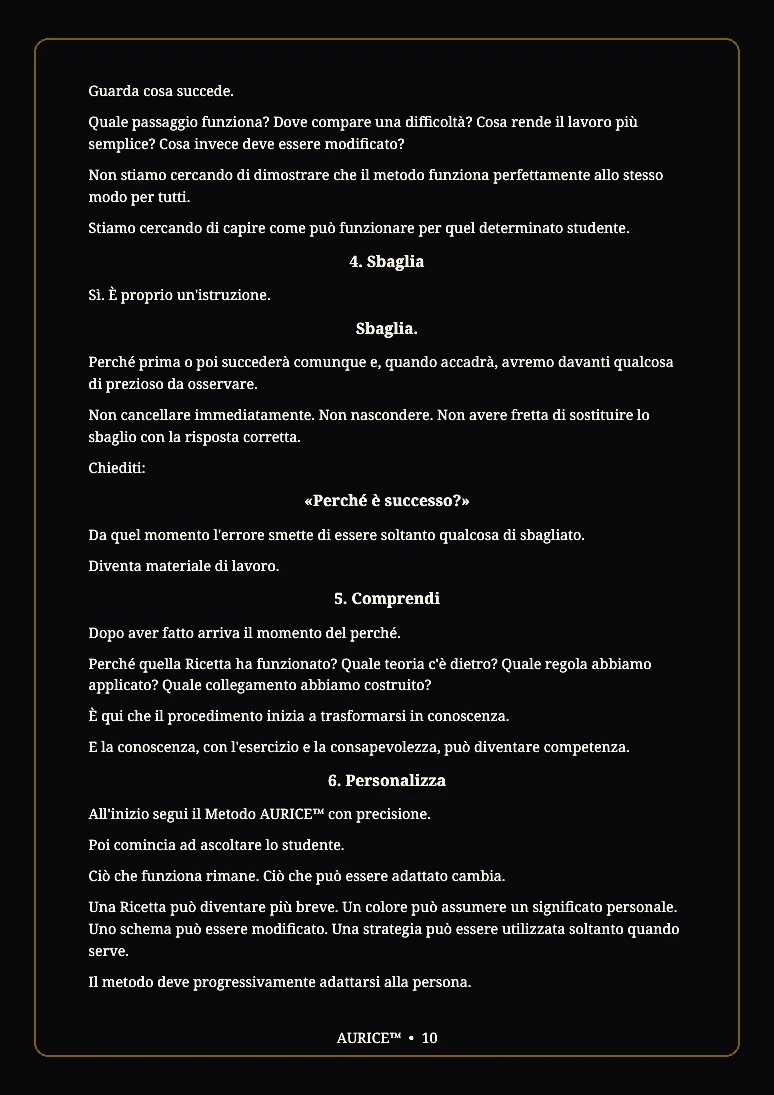 Guarda cosa succede.
Quale passaggio funziona? Dove compare una difficoltà? Cosa rende il lavoro più
semplice? Cosa invece deve essere modificato?
Non stiamo cercando di dimostrare che il metodo funziona perfettamente allo stesso
modo per tutti.
Stiamo cercando di capire come può funzionare per quel determinato studente.
4. Sbaglia
Sì. È proprio un'istruzione.
Sbaglia.
Perché prima o poi succederà comunque e, quando accadrà, avremo davanti qualcosa
di prezioso da osservare.
Non cancellare immediatamente. Non nascondere. Non avere fretta di sostituire lo
sbaglio con la risposta corretta.
Chiediti:
«Perché è successo?»
Da quel momento l'errore smette di essere soltanto qualcosa di sbagliato.
Diventa materiale di lavoro.
5. Comprendi
Dopo aver fatto arriva il momento del perché.
Perché quella Ricetta ha funzionato? Quale teoria c'è dietro? Quale regola abbiamo
applicato? Quale collegamento abbiamo costruito?
È qui che il procedimento inizia a trasformarsi in conoscenza.
E la conoscenza, con l'esercizio e la consapevolezza, può diventare competenza.
6. Personalizza
All'inizio segui il Metodo AURICE™ con precisione.
Poi comincia ad ascoltare lo studente.
Ciò che funziona rimane. Ciò che può essere adattato cambia.
Una Ricetta può diventare più breve. Un colore può assumere un significato personale.
Uno schema può essere modificato. Una strategia può essere utilizzata soltanto quando
serve.
Il metodo deve progressivamente adattarsi alla persona.
AURICE™ • 10